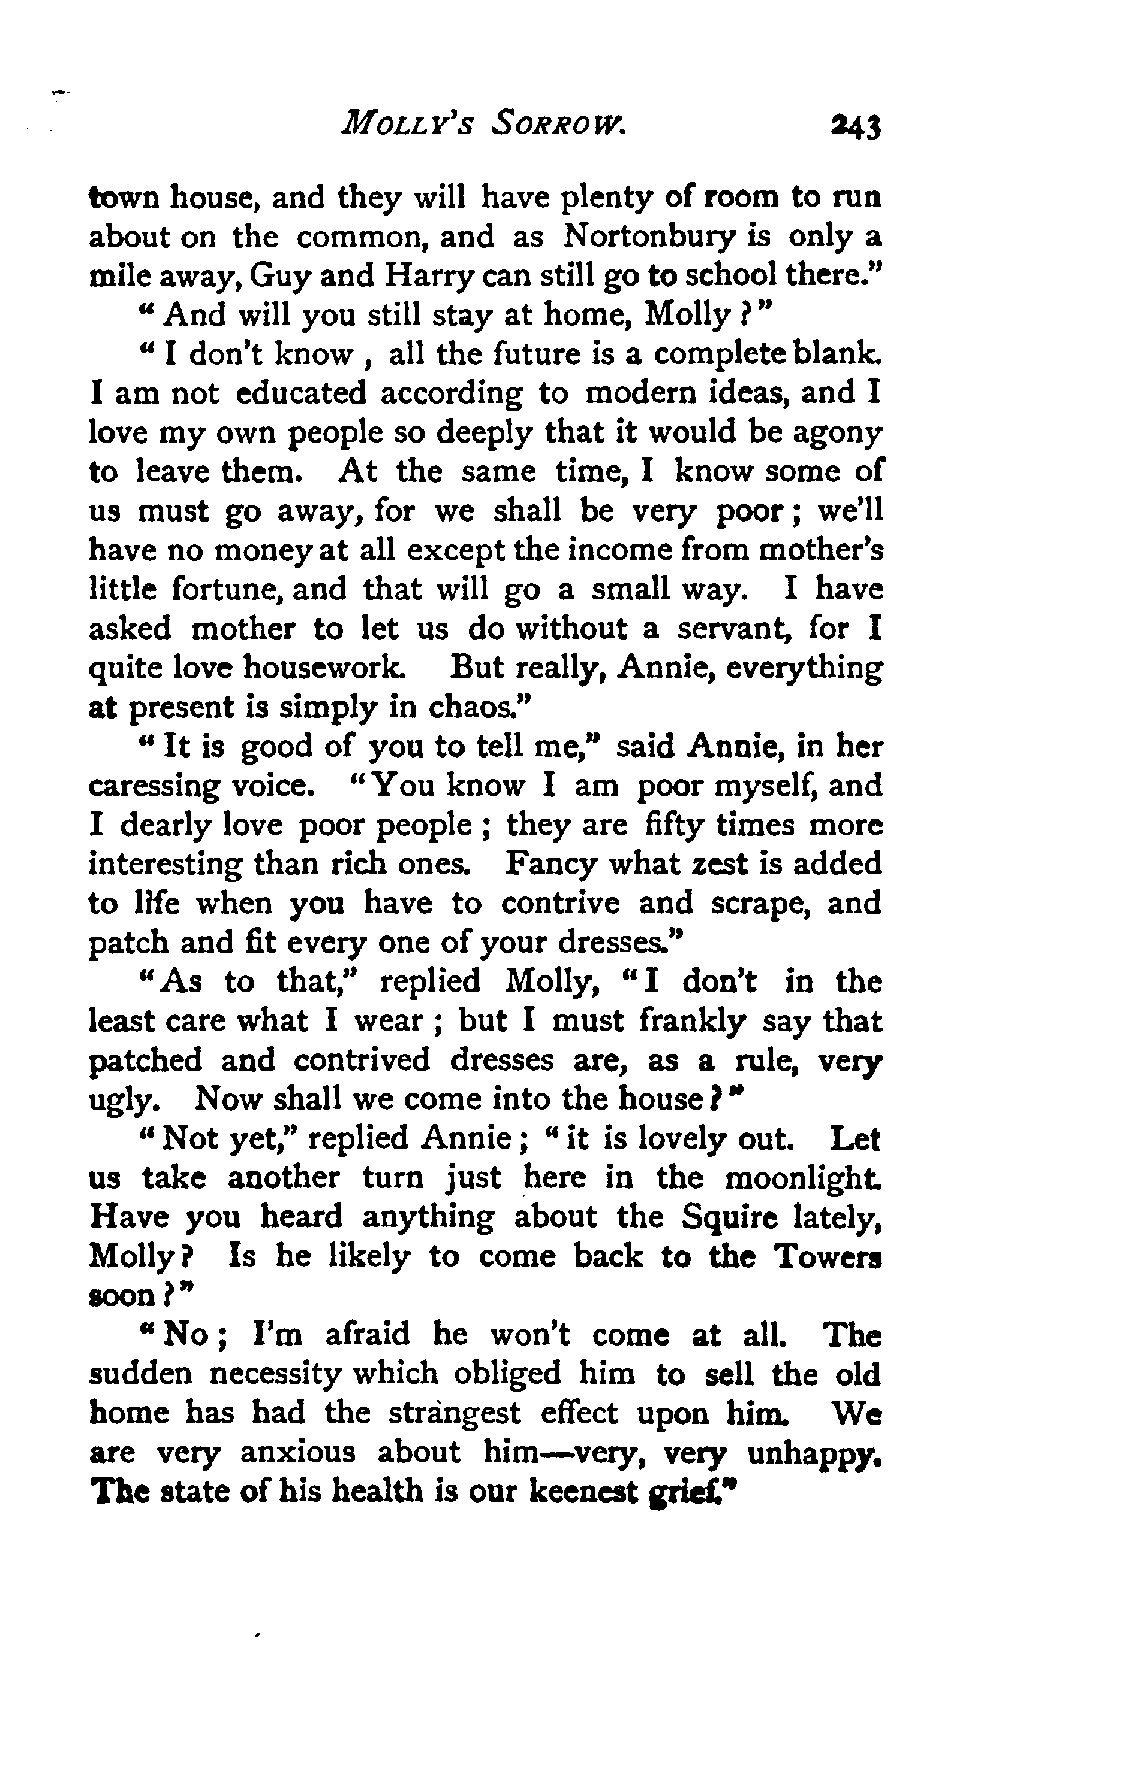 MOLLY'S SORROW. 243
town house, and they will have plenty of room to run
about on the common, and as Nortonbury is only a
mile away, Guy and Harry can still go to school there."
"And will you still stay at home, Molly?"
"I don't know, all the future is a complete blank.
I am not educated according to modern ideas, and I
love my own people so deeply that it would be agony
to leave them. At the same time, I know some of
us must go away, for we shall be very poor; we'll
have no money at all except the income from mother's
little fortune, and that will go a small way. I have
asked mother to let us do without a servant, for I
quite love housework. But really, Annie, everything
at present is simply in chaos."
"It is good of you to tell me," said Annie, in her
caressing voice. "You know I am poor myself, and
I dearly love poor people; they are fifty times more
interesting than rich ones. Fancy what zest is added
to life when you have to contrive and scrape, and
patch and fit every one of your dresses."
"As to that," replied Molly, "I don't in the
least care what I wear; but I must frankly say that
patched and contrived dresses are, as a rule, very
ugly. Now shall we come into the house?"
"Not yet," replied Annie; "it is lovely out. Let
us take another turn just here in the moonlight.
Have you heard anything about the Squire lately,
Molly? Is he likely to come back to the Towers
soon?"
"No; I'm afraid he won't come at all. The
sudden necessity which obliged him to sell the old
home has had the strangest effect upon him. We
are very anxious about him—very, very unhappy.
The state of his health is our keenest grief."